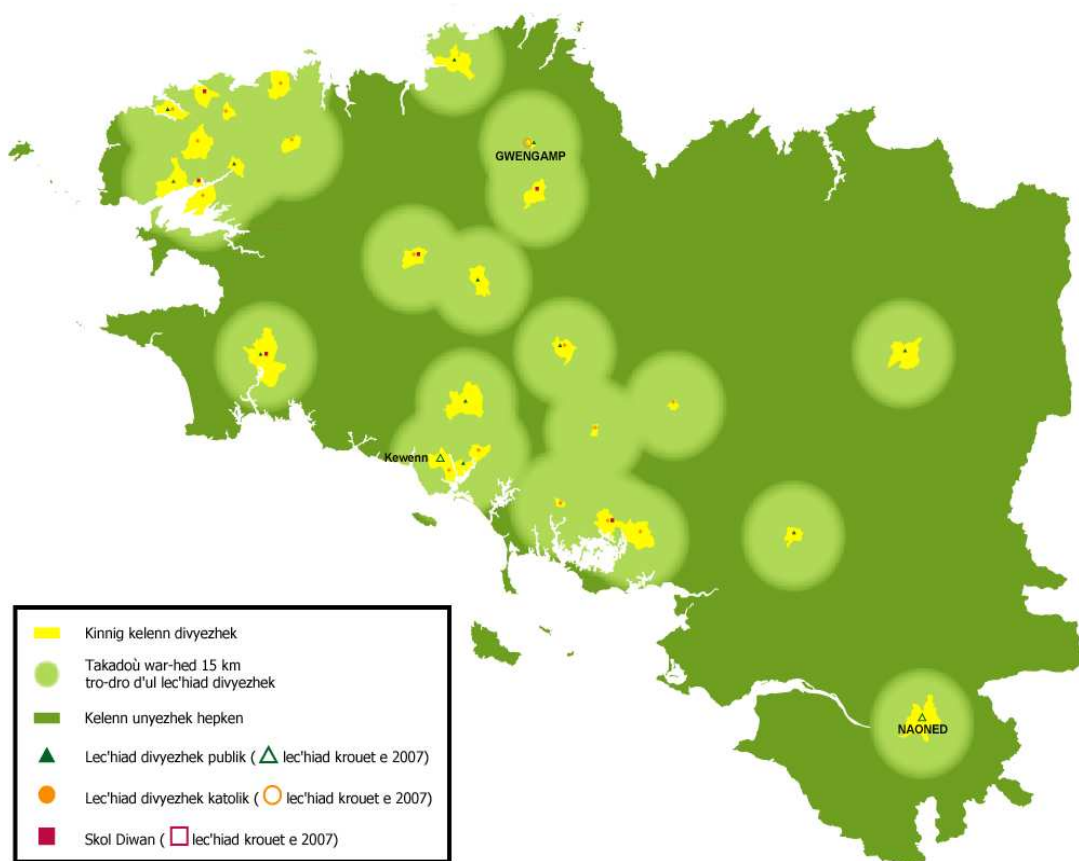 GWENGAMP
Kewenn
NAONED
Kinnig kelenn divyezhek
Takadoù war-hed 15 km
tro-dro d'ul lec'hiad divyezhek
Kelenn unyezhek hepken
Lec'hiad divyezhek publik ( lec'hiad krouet e 2007)
Lec'hiad divyezhek katolik ( lec'hiad krouet e 2007)
Skol Diwan ( lec'hiad krouet e 2007)